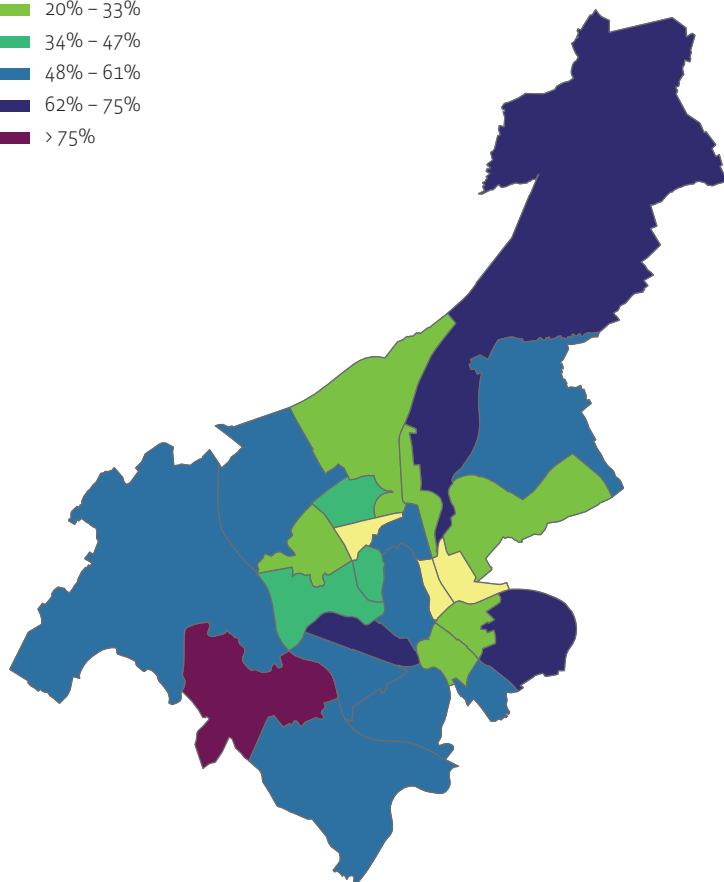 20% – 33%
34% – 47%
48% – 61%
62% – 75%
> 75%